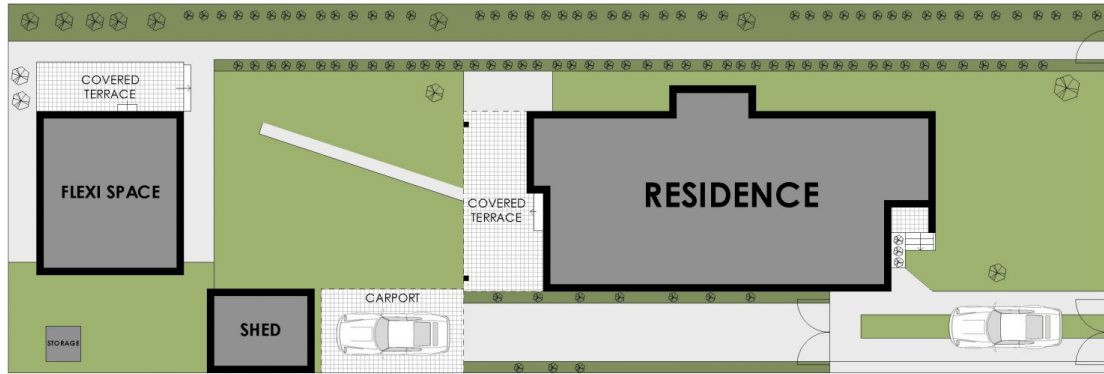 COVERED
TERRACE
FLEXI SPACE
RESIDENCE
COVERED
TERRACE
CARPORT
SHED
STORAGE